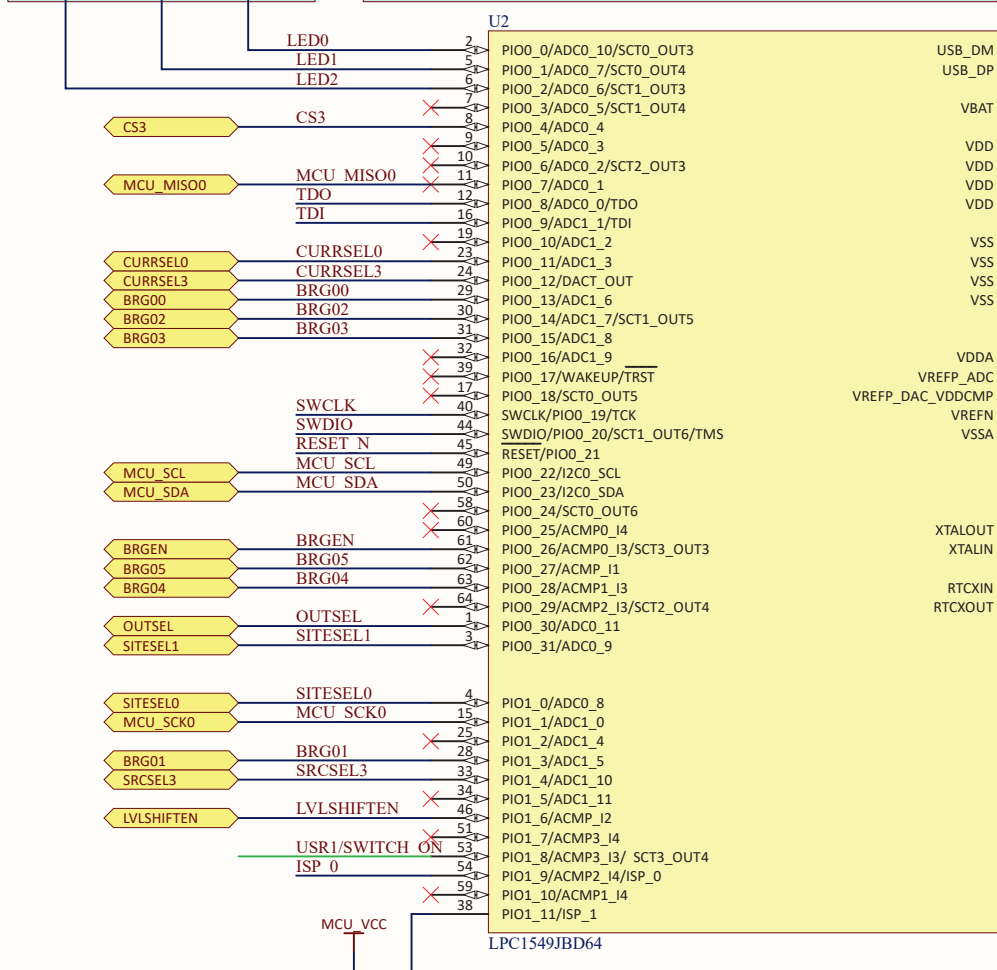 U2
LED0 2 PIO0_0/ADC0_10/SCT0_OUT3 USB_DM
LED1 5 PIO0_1/ADC0_7/SCT0_OUT4 USB_DP
LED2 6 PIO0_2/ADC0_6/SCT1_OUT3
7 PIO0_3/ADC0_5/SCT1_OUT4 VBAT
CS3 CS3 8 PIO0_4/ADC0_4
9 PIO0_5/ADC0_3 VDD
10 PIO0_6/ADC0_2/SCT2_OUT3 VDD
MCU_MISO0 MCU_MISO0 11 PIO0_7/ADC0_1 VDD
TDO 12 PIO0_8/ADC0_0/TDO VDD
TDI 16 PIO0_9/ADC1_1/TDI
19 PIO0_10/ADC1_2 VSS
CURRSEL0 CURRSEL0 23 PIO0_11/ADC1_3 VSS
CURRSEL3 CURRSEL3 24 PIO0_12/DACT_OUT VSS
BRG00 BRG00 29 PIO0_13/ADC1_6 VSS
BRG02 BRG02 30 PIO0_14/ADC1_7/SCT1_OUT5
BRG03 BRG03 31 PIO0_15/ADC1_8
32 PIO0_16/ADC1_9 VDDA
39 PIO0_17/WAKEUP/TRST VREFP_ADC
17 PIO0_18/SCT0_OUT5 VREFP_DAC_VDDCMP
SWCLK 40 SWCLK/PIO0_19/TCK VREFN
SWDIO 44 SWDIO/PIO0_20/SCT1_OUT6/TMS VSSA
RESET_N 45 RESET/PIO0_21
MCU_SCL MCU_SCL 49 PIO0_22/I2C0_SCL
MCU_SDA MCU_SDA 50 PIO0_23/I2C0_SDA
58 PIO0_24/SCT0_OUT6
60 PIO0_25/ACMP0_I4 XTALOUT
BRGEN BRGEN 61 PIO0_26/ACMP0_I3/SCT3_OUT3 XTALIN
BRG05 BRG05 62 PIO0_27/ACMP_I1
BRG04 BRG04 63 PIO0_28/ACMP1_I3 RTCXIN
64 PIO0_29/ACMP2_I3/SCT2_OUT4 RTCXOUT
OUTSEL OUTSEL 1 PIO0_30/ADC0_11
SITESEL1 SITESEL1 3 PIO0_31/ADC0_9
SITESEL0 SITESEL0 4 PIO1_0/ADC0_8
MCU_SCK0 MCU_SCK0 15 PIO1_1/ADC1_0
25 PIO1_2/ADC1_4
BRG01 BRG01 28 PIO1_3/ADC1_5
SRCSEL3 SRCSEL3 33 PIO1_4/ADC1_10
34 PIO1_5/ADC1_11
LVLSHIFTEN LVLSHIFTEN 46 PIO1_6/ACMP_I2
51 PIO1_7/ACMP3_I4
USR1/SWITCH_ON 53 PIO1_8/ACMP3_I3/ SCT3_OUT4
ISP_0 54 PIO1_9/ACMP2_I4/ISP_0
59 PIO1_10/ACMP1_I4
38 PIO1_11/ISP_1
MCU_VCC
LPC1549JBD64